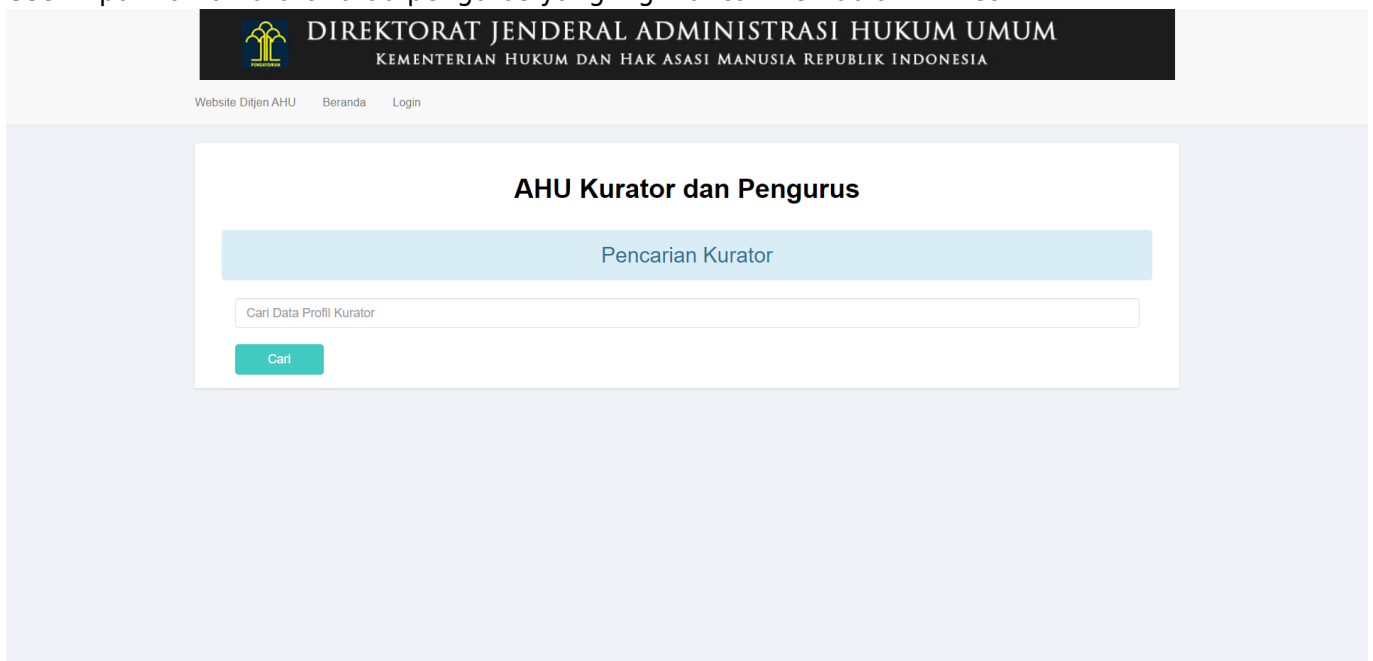 DIREKTORAT JENDERAL ADMINISTRASI HUKUM UMUM
KEMENTERIAN HUKUM DAN HAK ASASI MANUSIA REPUBLIK INDONESIA
PENGAYOMAN
Website Ditjen AHU Beranda Login
AHU Kurator dan Pengurus
Pencarian Kurator
Cari Data Profil Kurator
Cari